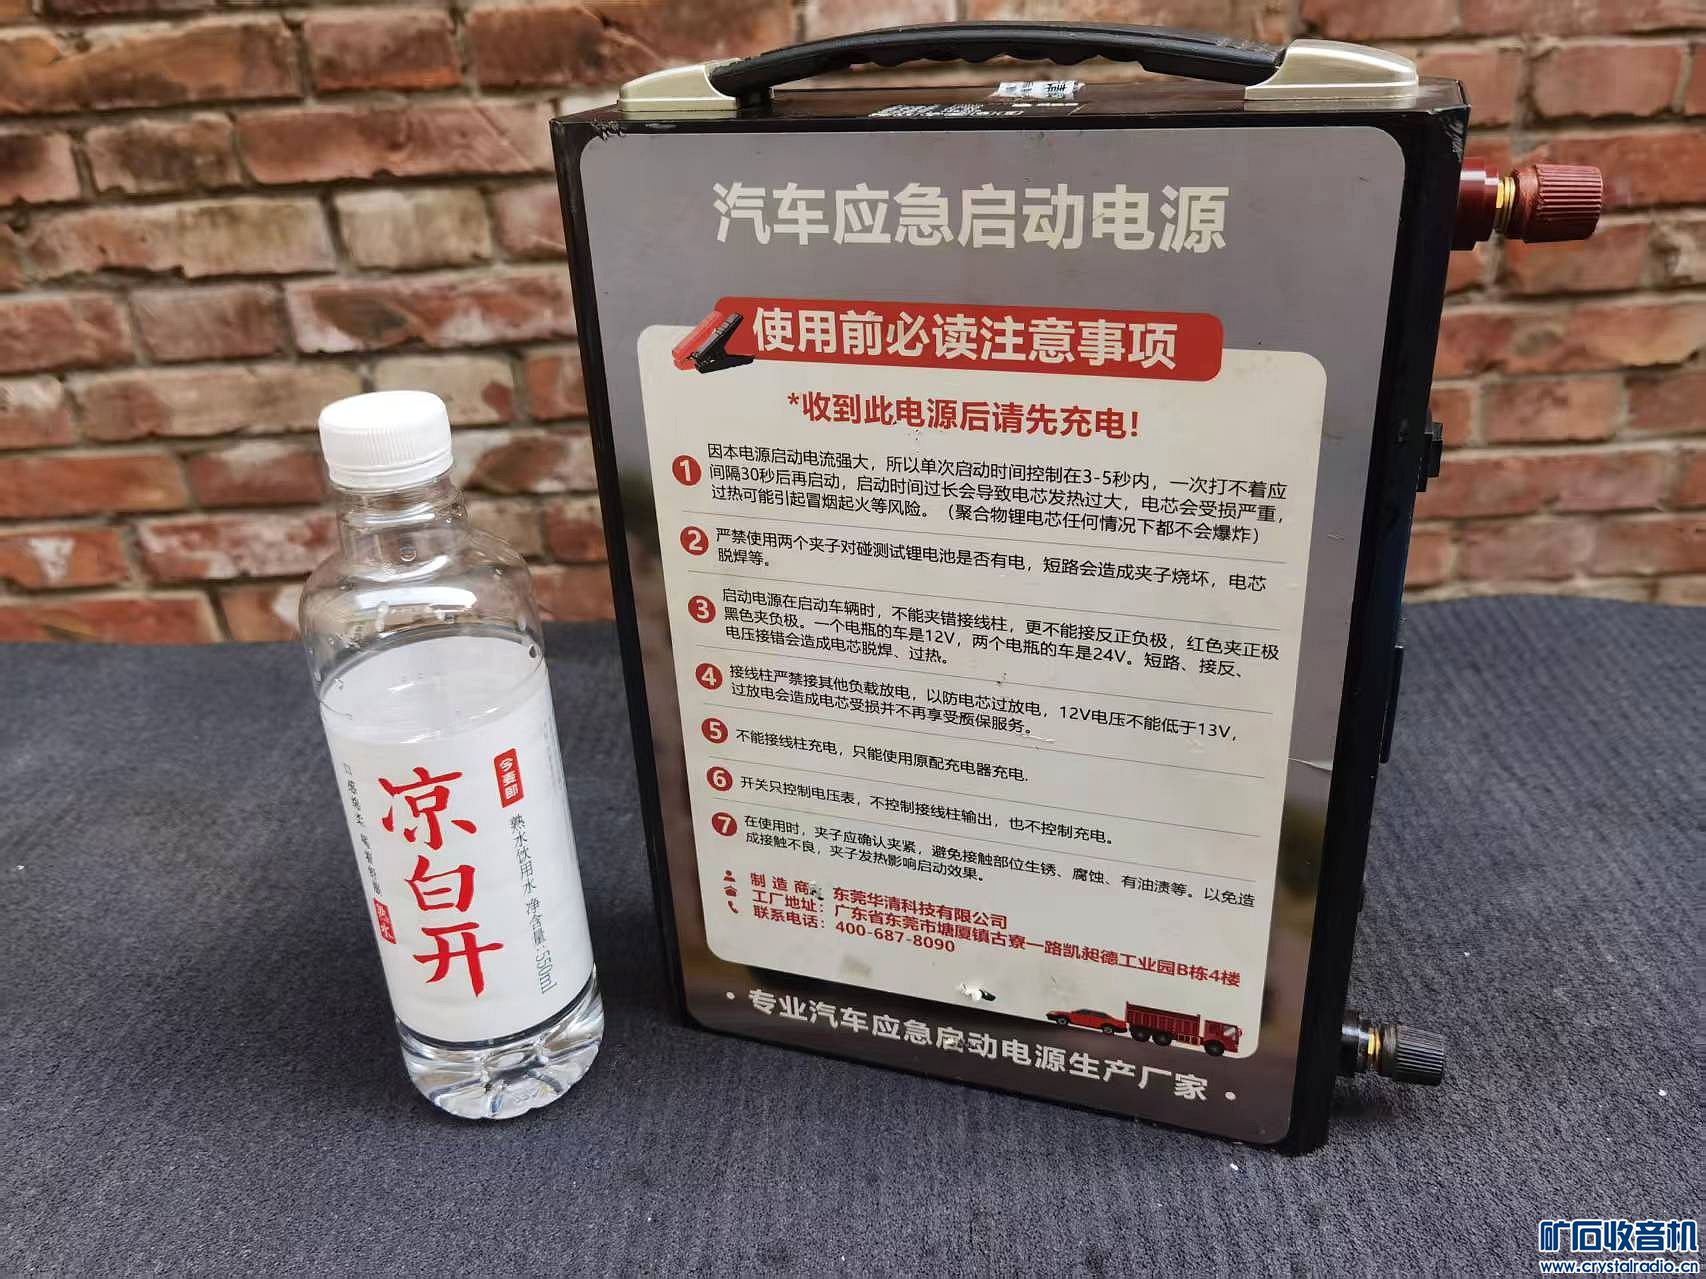 汽车应急启动电源
使用前必读注意事项
*收到此电源后请先充电!
1 因本电源启动电流强大，所以单次启动时间控制在3-5秒内，一次打不着应
间隔30秒后再启动，启动时间过长会导致电芯发热过大，电芯会受损严重，
过热可能引起冒烟起火等风险。（聚合物锂电芯任何情况下都不会爆炸）
2 严禁使用两个夹子对碰测试锂电池是否有电，短路会造成夹子烧坏，电芯
脱焊等。
3 启动电源在启动车辆时，不能夹错接线柱，更不能接反正负极，红色夹正极
黑色夹负极。一个电瓶的车是12V，两个电瓶的车是24V。短路、接反、
电压接错会造成电芯脱焊、过热。
4 接线柱严禁接其他负载放电，以防电芯过放电，12V电压不能低于13V，
过放电会造成电芯受损并不再享受质保服务。
5 不能接线柱充电，只能使用原配充电器充电.
6 开关只控制电压表，不控制接线柱输出，也不控制充电。
7 在使用时，夹子应确认夹紧，避免接触部位生锈、腐蚀、有油渍等。以免造
成接触不良，夹子发热影响启动效果。
制造商：东莞华清科技有限公司
工厂地址：广东省东莞市塘厦镇古寮一路凯昶德工业园B栋4楼
联系电话：400-687-8090
· 专业汽车应急启动电源生产厂家 ·
今麦郎
凉白开
熟水饮用水 净含量:550ml
熟水
矿石收音机
www.crystalradio.cn